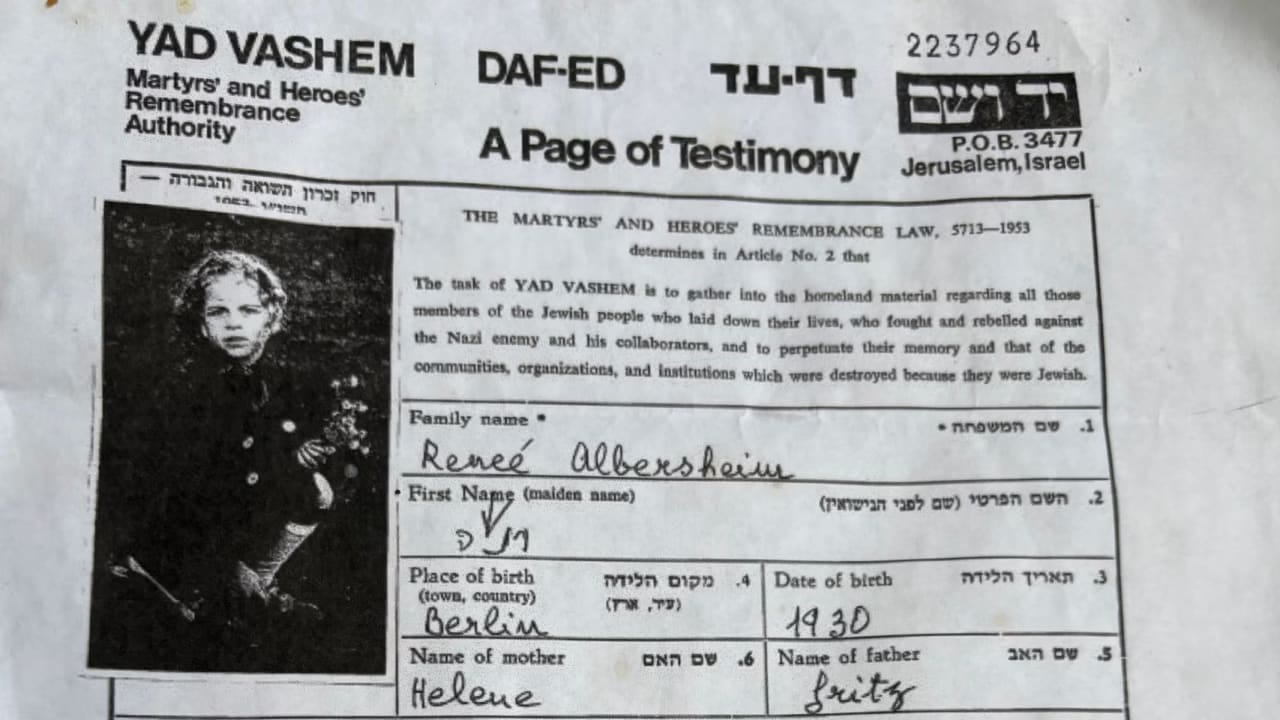 YAD VASHEM
Martyrs' and Heroes'
Remembrance
Authority
DAF-ED
דף-עד
A Page of Testimony
2237964
יד ושם
P.O.B. 3477
Jerusalem, Israel
חוק זכרון השואה והגבורה —
THE MARTYRS' AND HEROES' REMEMBRANCE LAW, 5713—1953
determines in Article No. 2 that
The task of YAD VASHEM is to gather into the homeland material regarding all those
members of the Jewish people who laid down their lives, who fought and rebelled against
the Nazi enemy and his collaborators, and to perpetuate their memory and that of the
communities, organizations, and institutions which were destroyed because they were Jewish.
Family name * 1. שם המשפחה *
Reneé Albersheim
First Name (maiden name) 2. השם הפרטי (שם לפני הנישואין)
Place of birth 4. מקום הלידה
(town, country) (עיר, ארץ)
Berlin
Date of birth 3. תאריך הלידה
1930
Name of mother 6. שם האם
Helene
Name of father 5. שם האב
Fritz